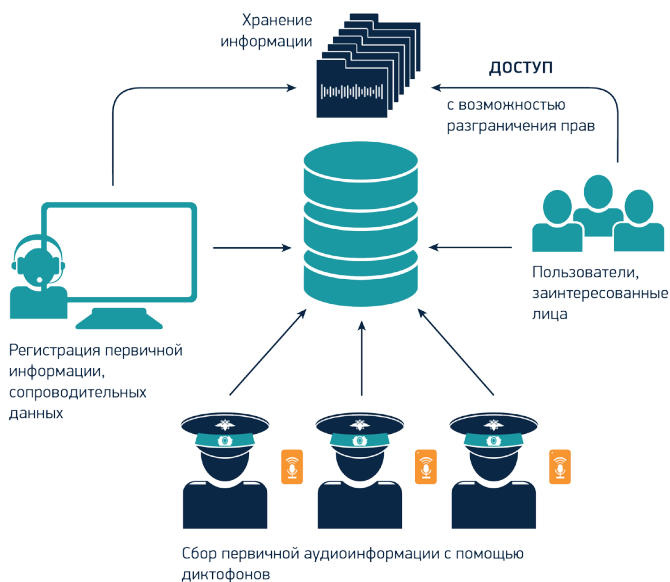 Хранение
информации
ДОСТУП
с возможностью
разграничения прав
Пользователи,
заинтересованные
лица
Регистрация первичной
информации,
сопроводительных
данных
Сбор первичной аудиоинформации с помощью
диктофонов